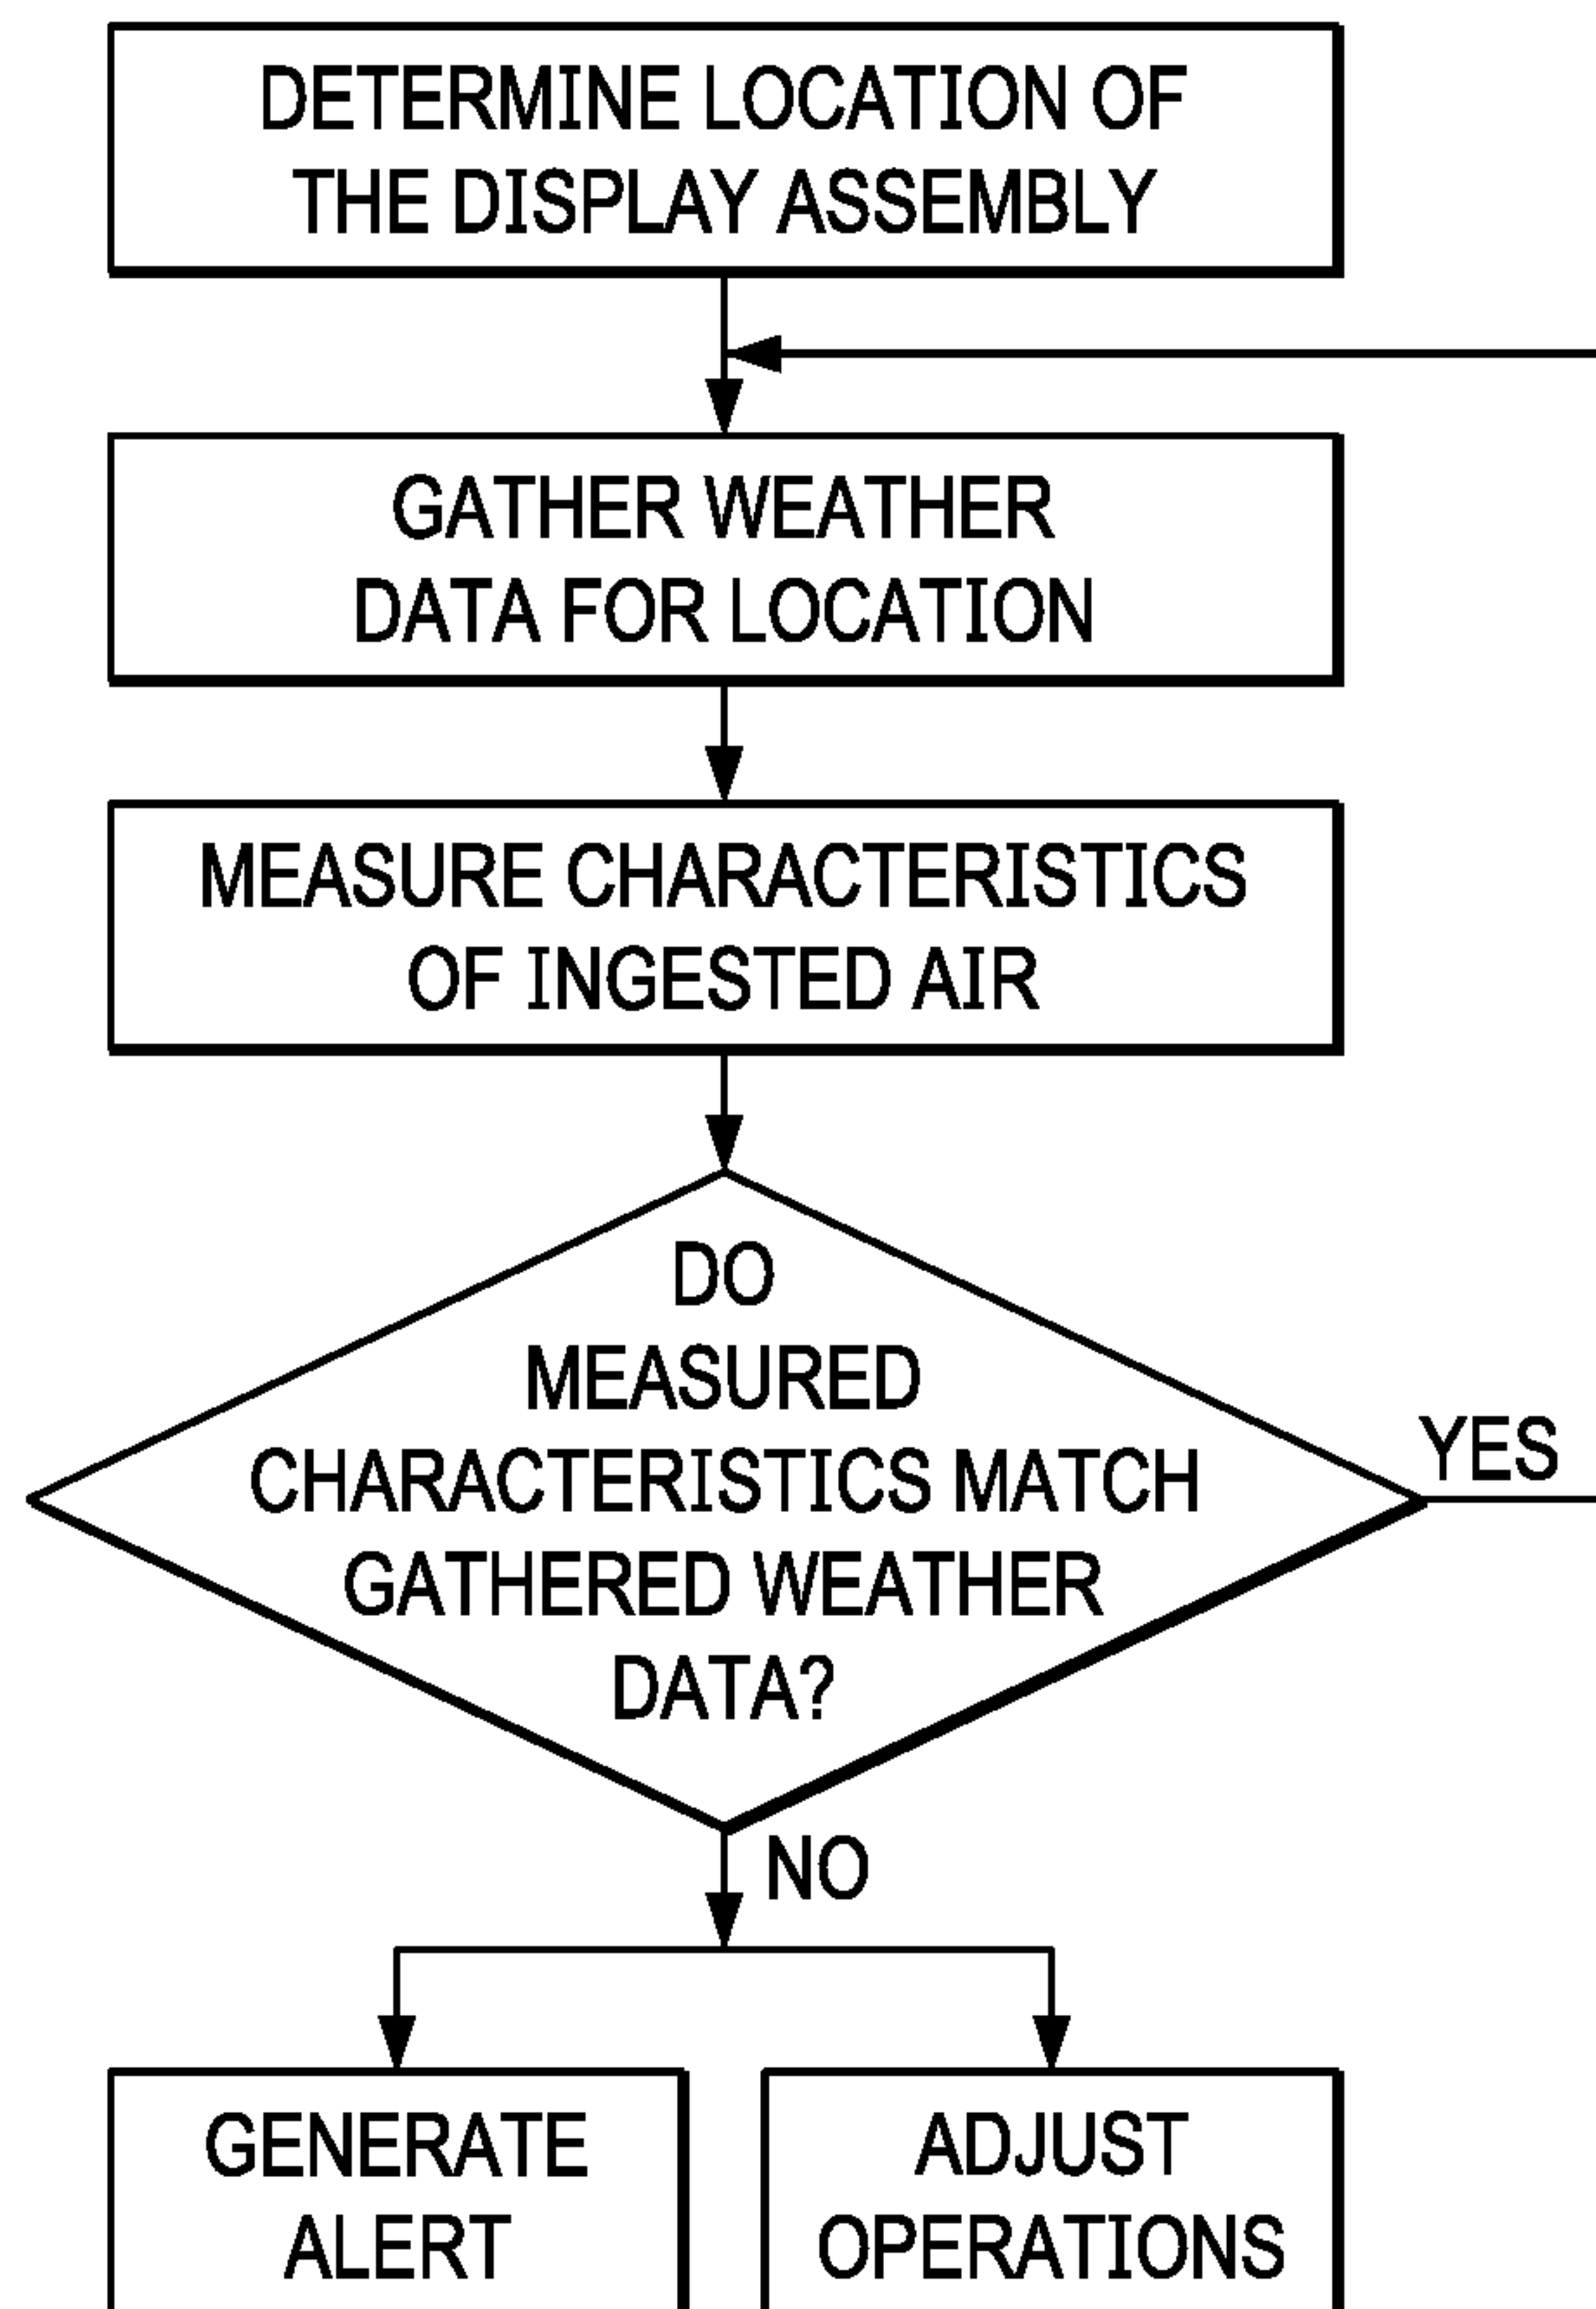 DETERMINE LOCATION OF
THE DISPLAY ASSEMBLY
GATHER WEATHER
DATA FOR LOCATION
MEASURE CHARACTERISTICS
OF INGESTED AIR
DO
MEASURED
CHARACTERISTICS MATCH
GATHERED WEATHER
DATA?
YES
NO
GENERATE
ALERT
ADJUST
OPERATIONS